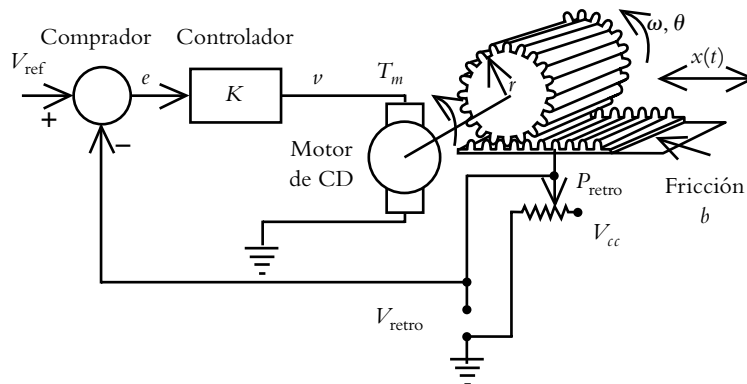 Comprador
Controlador
V_ref
+
−
e
K
v
T_m
Motor
de CD
r
ω, θ
x(t)
P_retro
Fricción
b
V_cc
V_retro